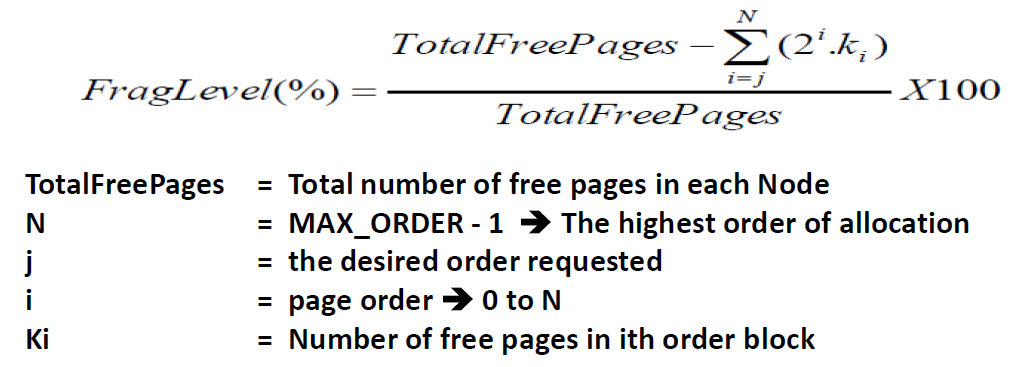 FragLevel(%) = \frac{TotalFreePages - \sum_{i=j}^{N} (2^i . k_i)}{TotalFreePages} X100
TotalFreePages = Total number of free pages in each Node
N = MAX_ORDER - 1 ➔ The highest order of allocation
j = the desired order requested
i = page order ➔ 0 to N
Ki = Number of free pages in ith order block